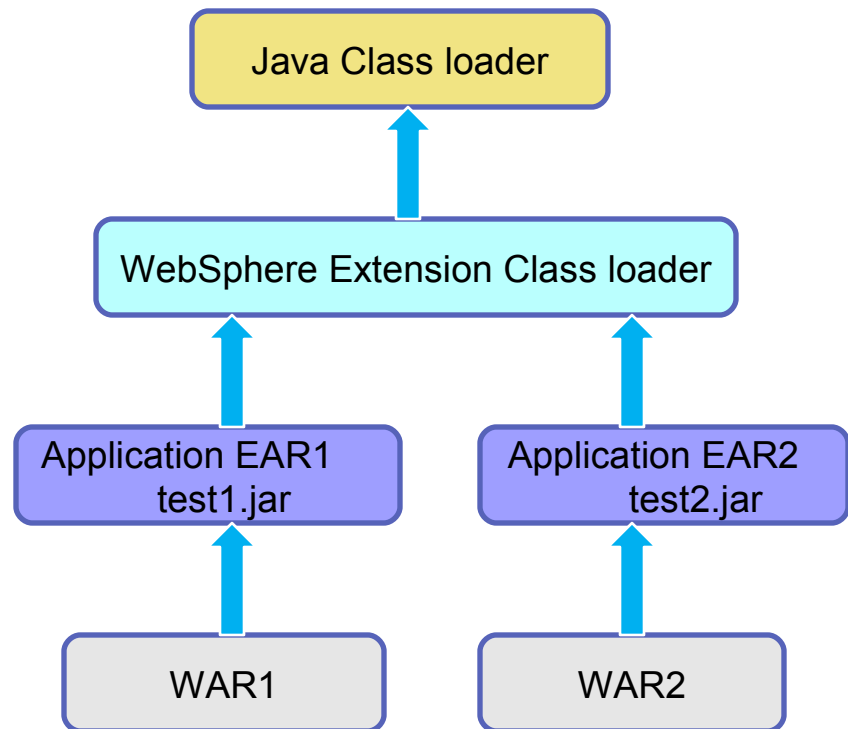 Java Class loader
WebSphere Extension Class loader
Application EAR1
test1.jar
Application EAR2
test2.jar
WAR1
WAR2